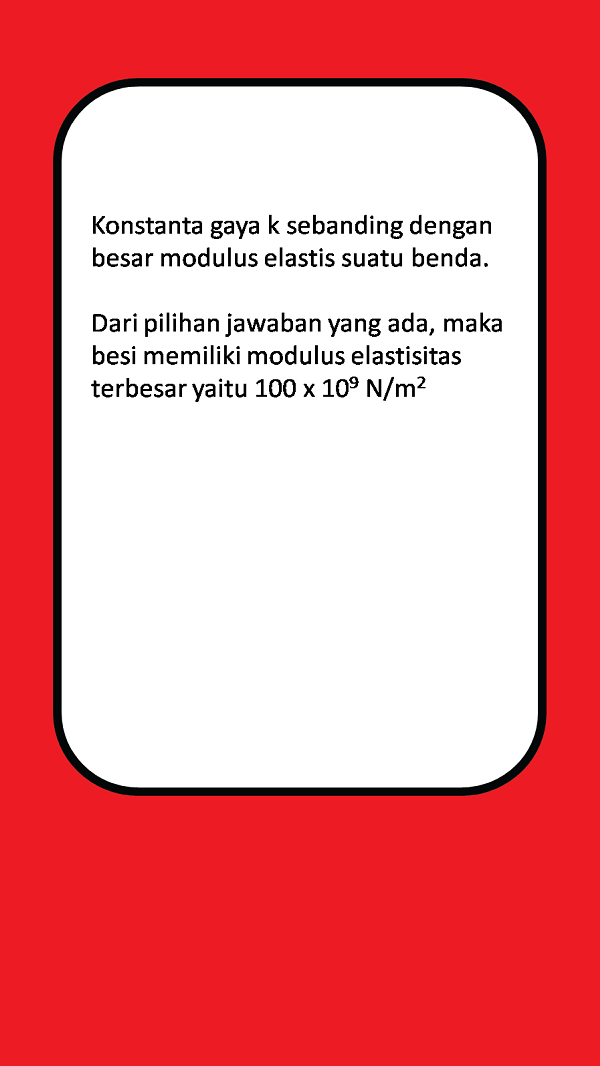 Konstanta gaya k sebanding dengan
besar modulus elastis suatu benda.
Dari pilihan jawaban yang ada, maka
besi memiliki modulus elastisitas
terbesar yaitu 100 x 10⁹ N/m²